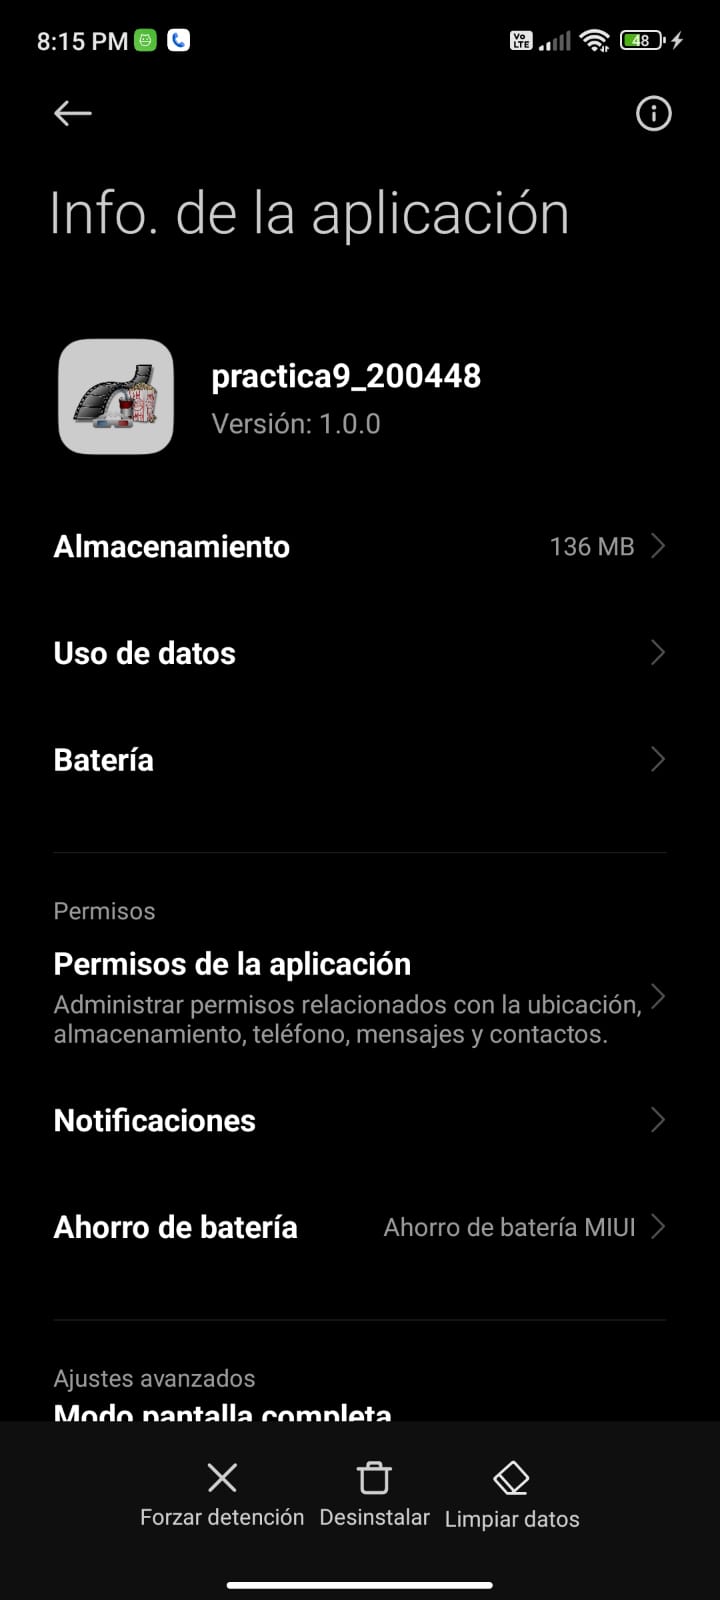 8:15 PM
Vo LTE
48
Info. de la aplicación
practica9_200448
Versión: 1.0.0
Almacenamiento 136 MB
Uso de datos
Batería
Permisos
Permisos de la aplicación
Administrar permisos relacionados con la ubicación,
almacenamiento, teléfono, mensajes y contactos.
Notificaciones
Ahorro de batería Ahorro de batería MIUI
Ajustes avanzados
Modo pantalla completa
Forzar detención Desinstalar Limpiar datos